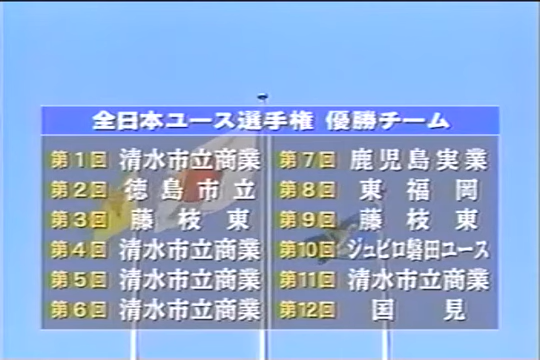 全日本ユース選手権 優勝チーム
第1回 清水市立商業
第2回 徳島市立
第3回 藤枝東
第4回 清水市立商業
第5回 清水市立商業
第6回 清水市立商業
第7回 鹿児島実業
第8回 東福岡
第9回 藤枝東
第10回 ジュビロ磐田ユース
第11回 清水市立商業
第12回 国見